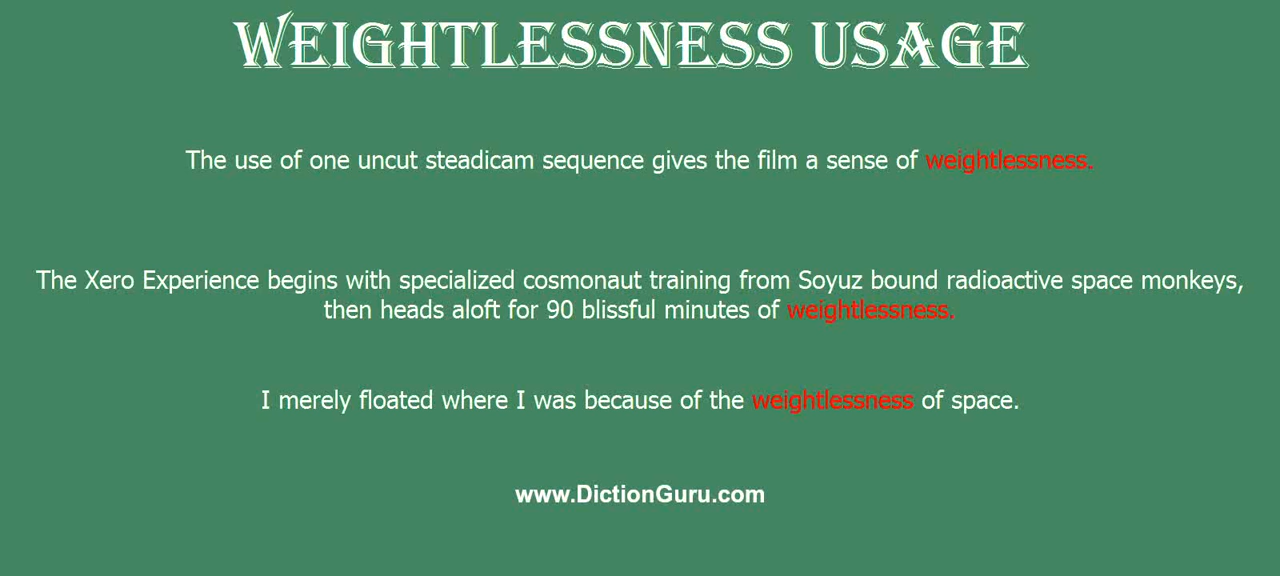 WEIGHTLESSNESS USAGE
The use of one uncut steadicam sequence gives the film a sense of weightlessness.
The Xero Experience begins with specialized cosmonaut training from Soyuz bound radioactive space monkeys,
then heads aloft for 90 blissful minutes of weightlessness.
I merely floated where I was because of the weightlessness of space.
www.DictionGuru.com